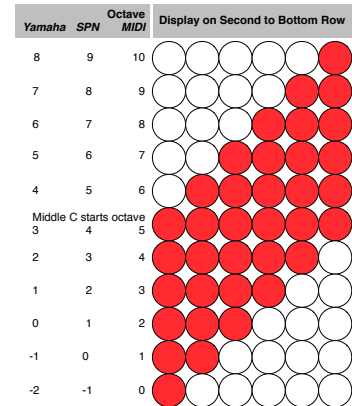 Octave
Yamaha SPN MIDI Display on Second to Bottom Row
8 9 10
7 8 9
6 7 8
5 6 7
4 5 6
Middle C starts octave
3 4 5
2 3 4
1 2 3
0 1 2
-1 0 1
-2 -1 0